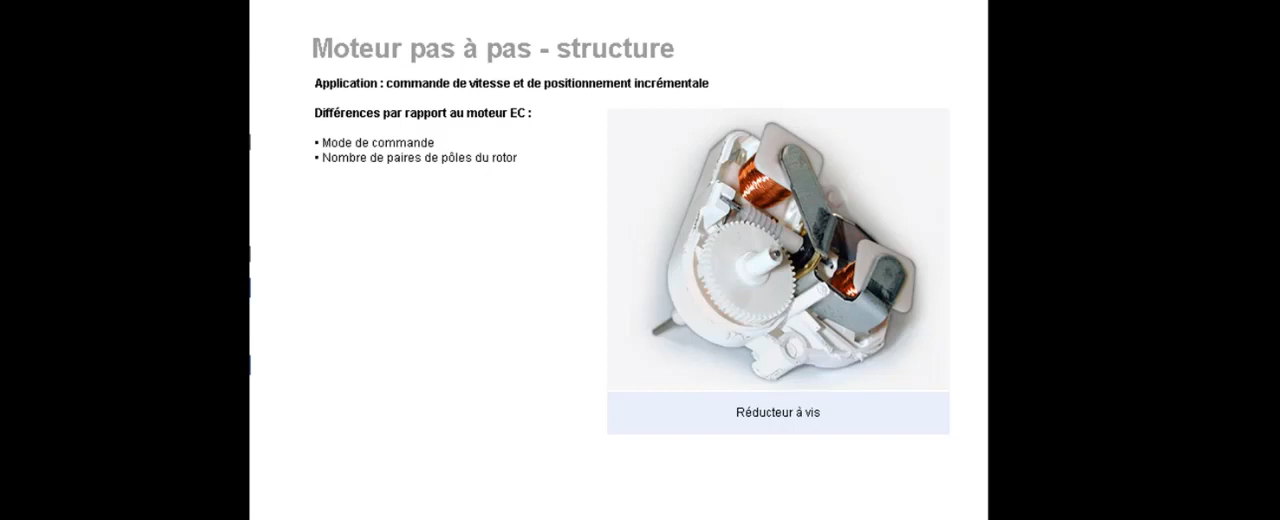 Moteur pas à pas - structure
Application : commande de vitesse et de positionnement incrémentale
Différences par rapport au moteur EC :
▪ Mode de commande
▪ Nombre de paires de pôles du rotor
Réducteur à vis